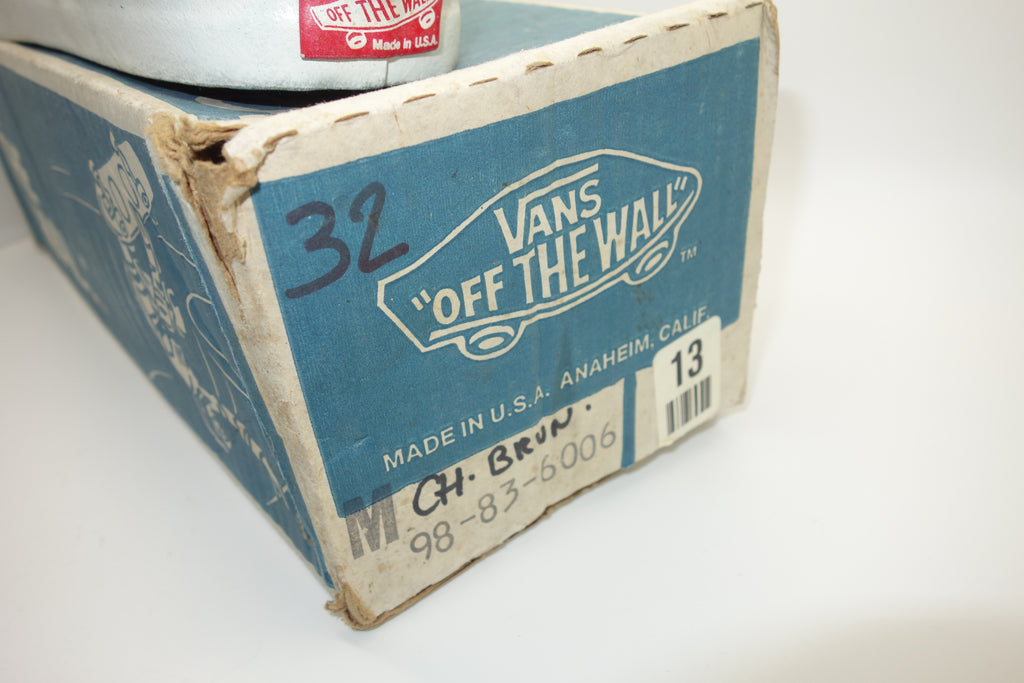 OFF THE WALL
Made in U.S.A.
32
VANS
"OFF THE WALL"
TM
MADE IN U.S.A. ANAHEIM, CALIF.
13
M CH. BRUN.
98-83-6006